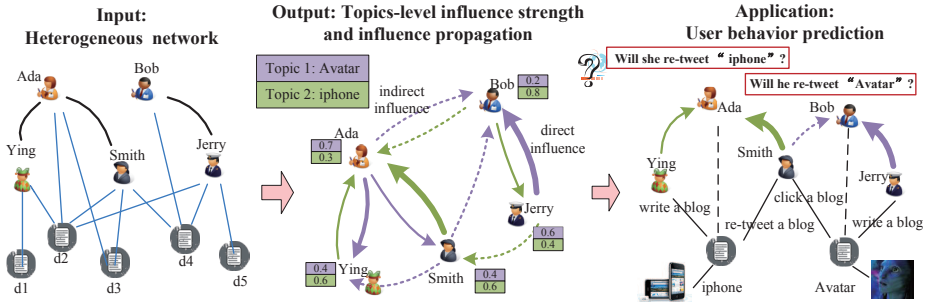 Input:
Heterogeneous network
Ada
Bob
Ying
Smith
Jerry
d1
d2
d3
d4
d5
Output: Topics-level influence strength
and influence propagation
Topic 1: Avatar
Topic 2: iphone
indirect
influence
Bob
0.2
0.8
Ada
0.7
0.3
direct
influence
Jerry
0.6
0.4
Ying
0.4
0.6
Smith
0.4
0.6
Application:
User behavior prediction
Will she re-tweet “ iphone” ?
Will he re-tweet “Avatar” ?
Ada
Bob
Smith
Ying
Jerry
click a blog
write a blog
re-tweet a blog
write a blog
iphone
Avatar